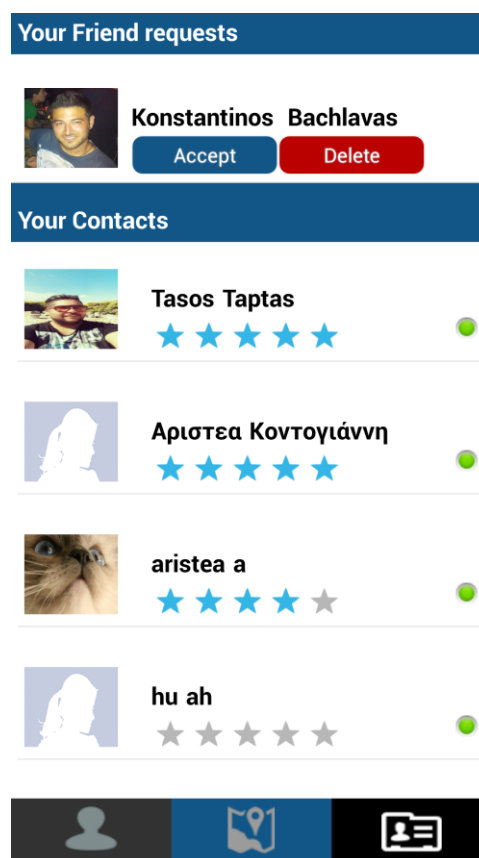 Your Friend requests
Konstantinos Bachlavas
Accept Delete
Your Contacts
Tasos Taptas
Αριστεα Κοντογιάννη
aristea a
hu ah